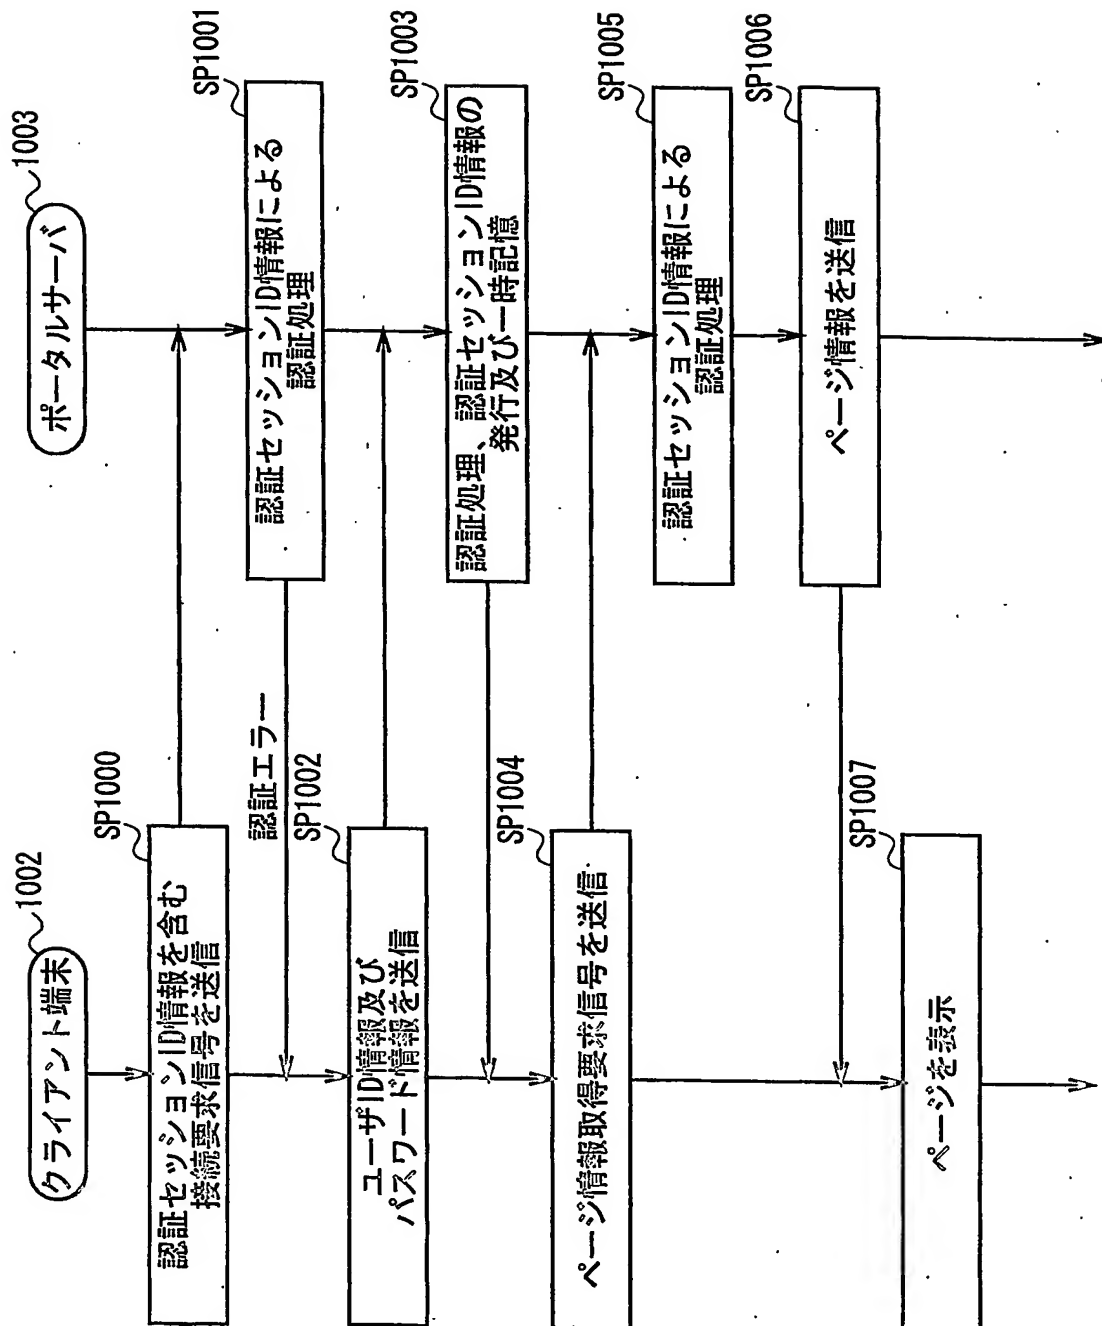 クライアント端末
1002
ポータルサーバ
1003
SP1000
認証セッションID情報を含む
接続要求信号を送信
SP1001
認証セッションID情報による
認証処理
認証エラー
SP1002
ユーザID情報及び
パスワード情報を送信
SP1003
認証処理、認証セッションID情報の
発行及び一時記憶
SP1004
ページ情報取得要求信号を送信
SP1005
認証セッションID情報による
認証処理
SP1006
ページ情報を送信
SP1007
ページを表示